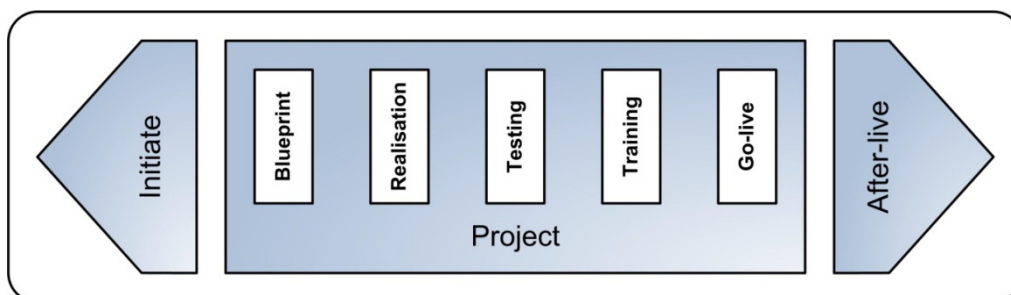 Initiate
Blueprint
Realisation
Testing
Training
Go-live
Project
After-live